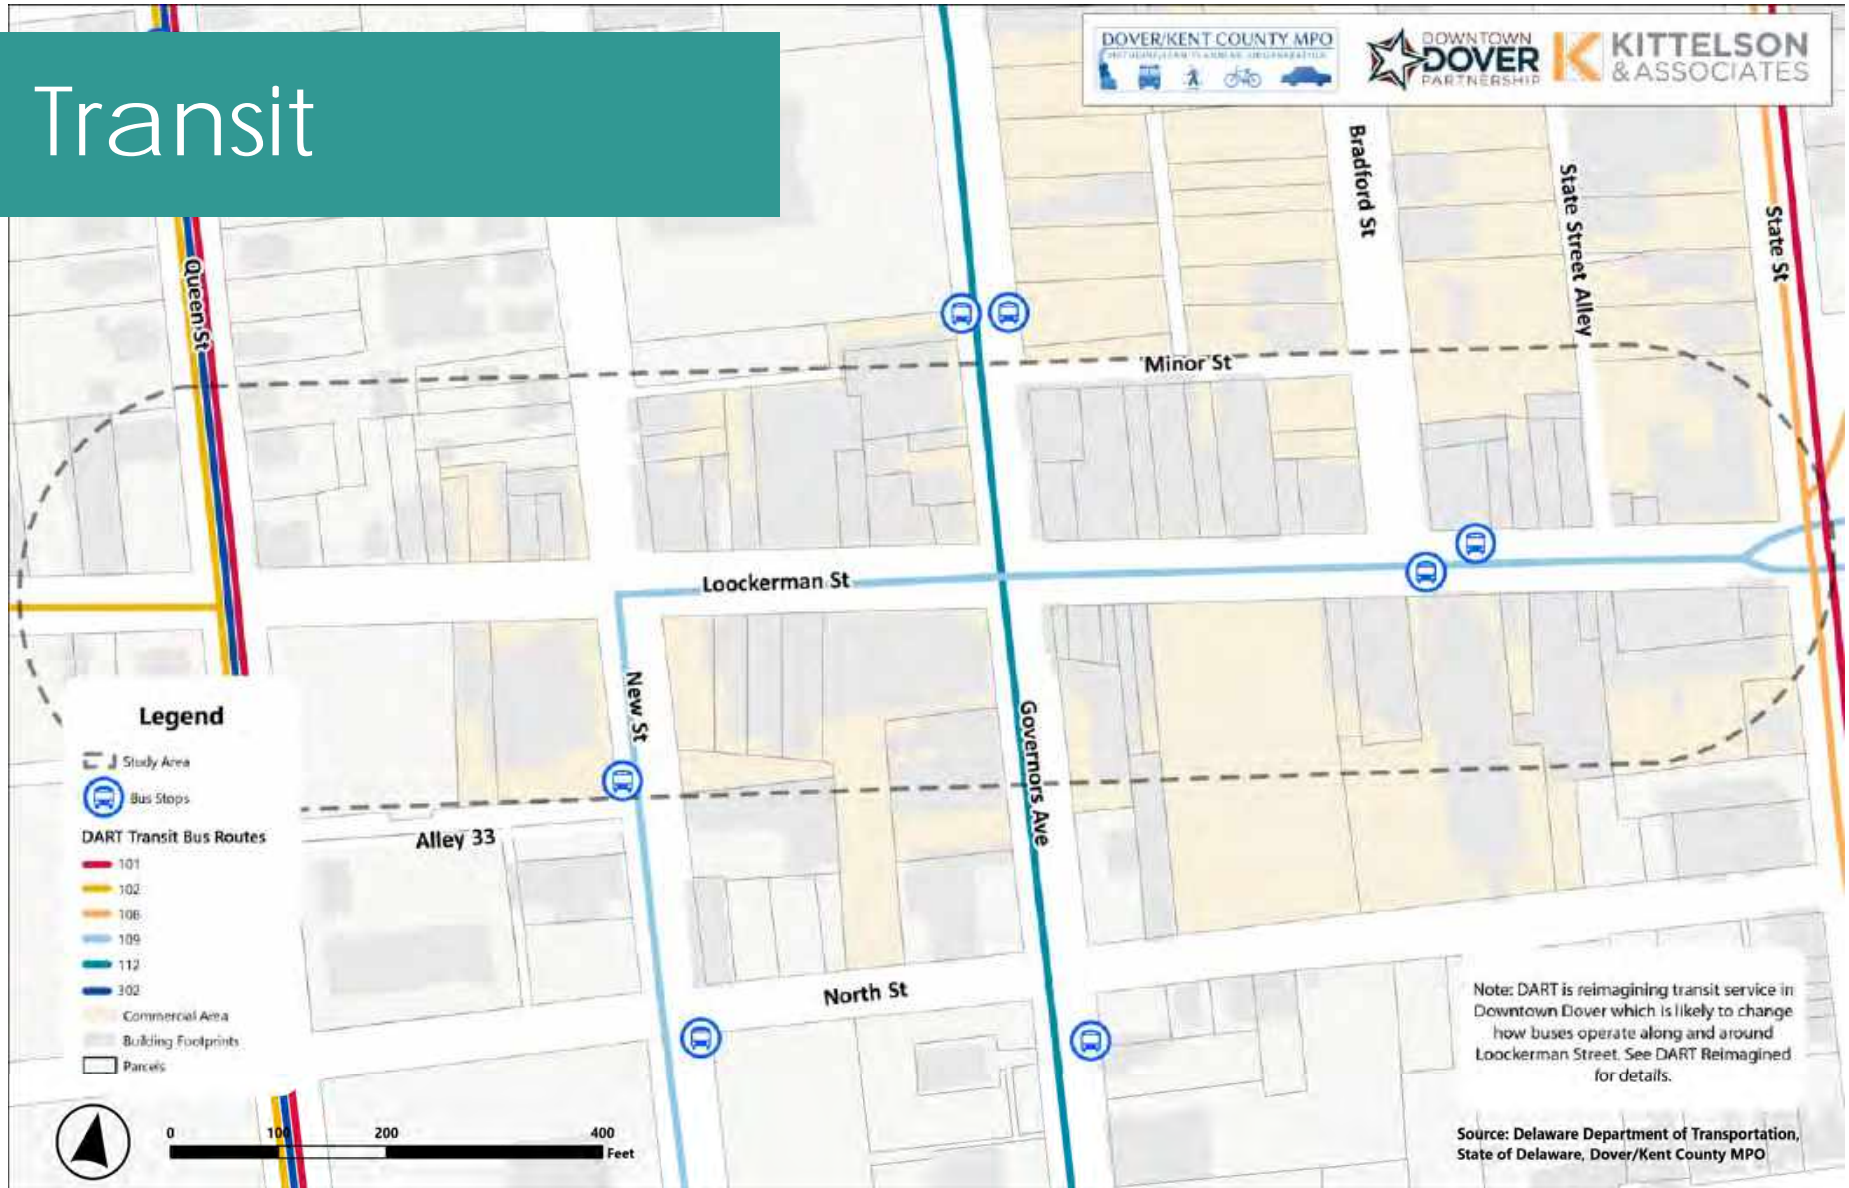 Transit
DOVER/KENT COUNTY MPO
METROPOLITAN PLANNING ORGANIZATION
DOWNTOWN
DOVER
PARTNERSHIP
KITTELSON
& ASSOCIATES
Bradford St
State Street Alley
State St
Queen St
Minor St
Loockerman St
New St
Governors Ave
Alley 33
North St
Legend
Study Area
Bus Stops
DART Transit Bus Routes
101
102
108
109
112
302
Commercial Area
Building Footprints
Parcels
0 100 200 400
Feet
Note: DART is reimagining transit service in
Downtown Dover which is likely to change
how buses operate along and around
Loockerman Street. See DART Reimagined
for details.
Source: Delaware Department of Transportation,
State of Delaware, Dover/Kent County MPO